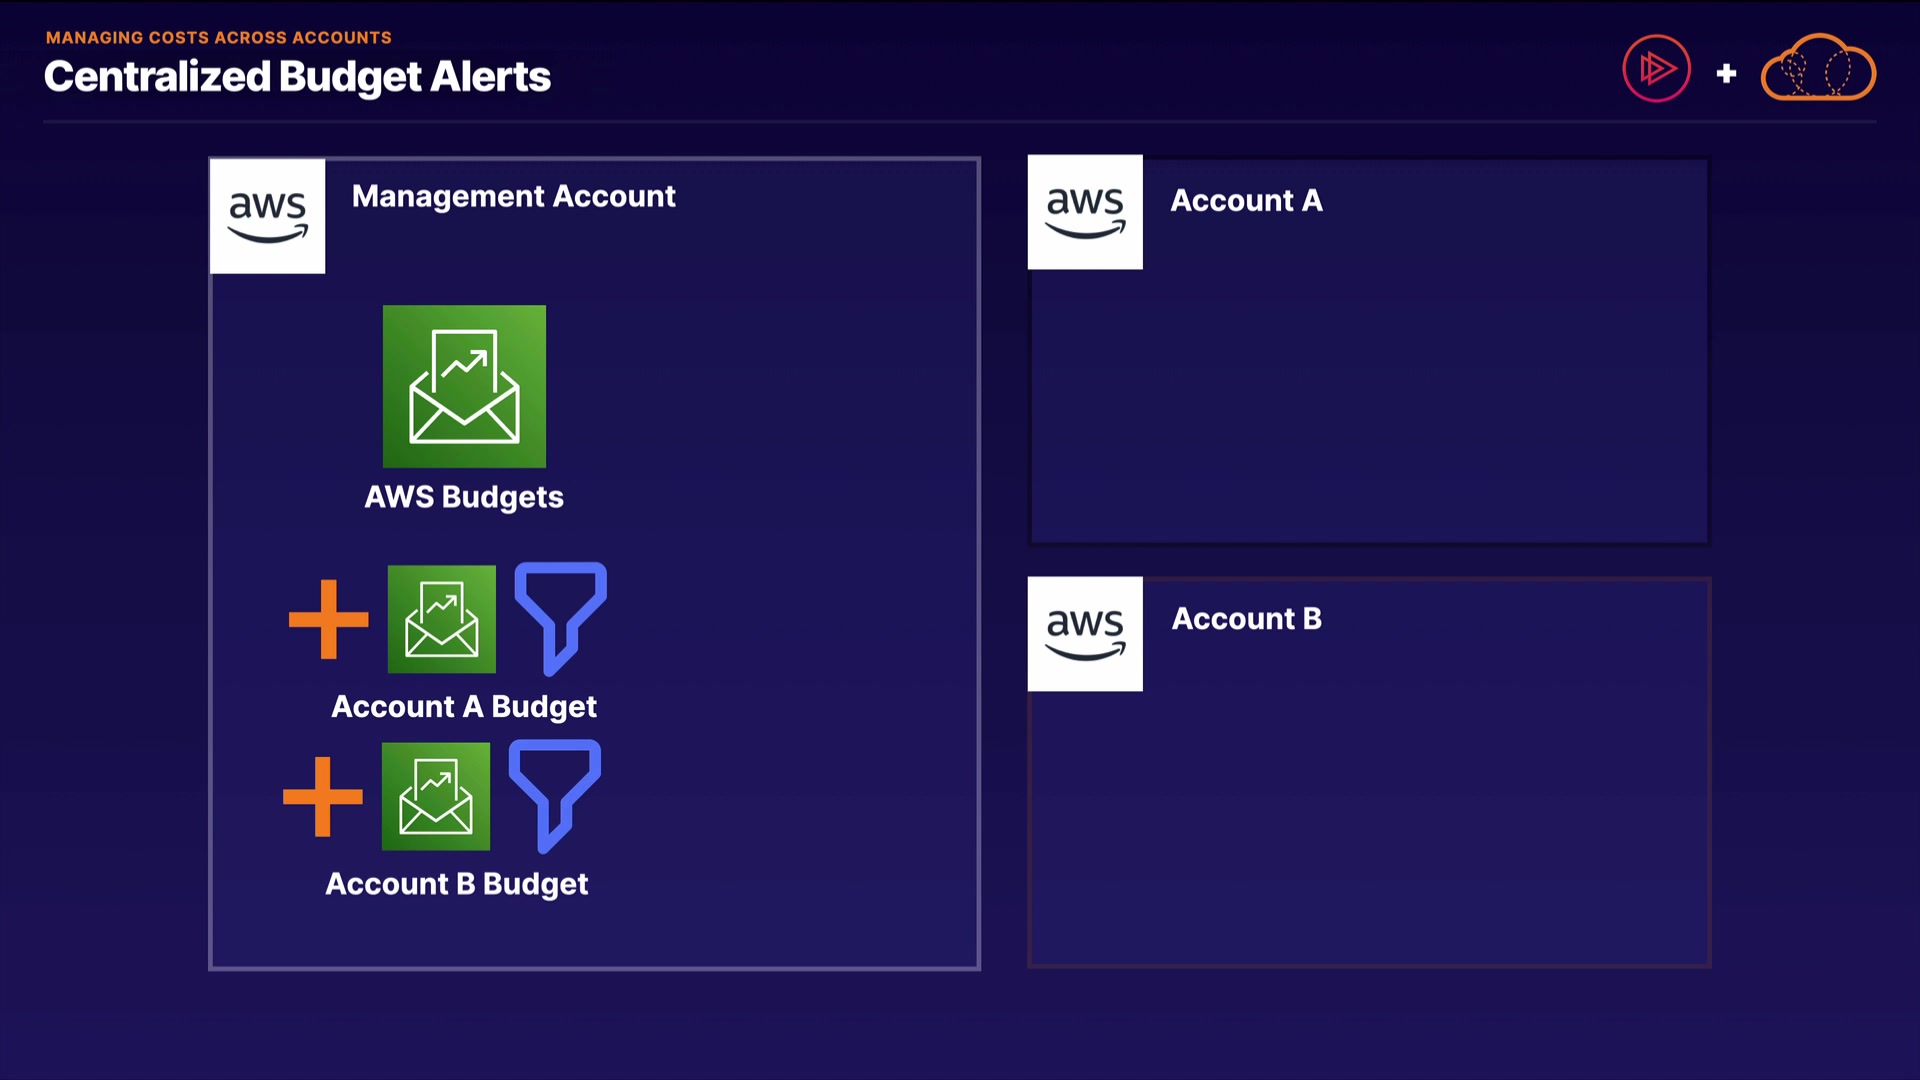 MANAGING COSTS ACROSS ACCOUNTS
Centralized Budget Alerts
aws
Management Account
AWS Budgets
Account A Budget
Account B Budget
aws
Account A
aws
Account B